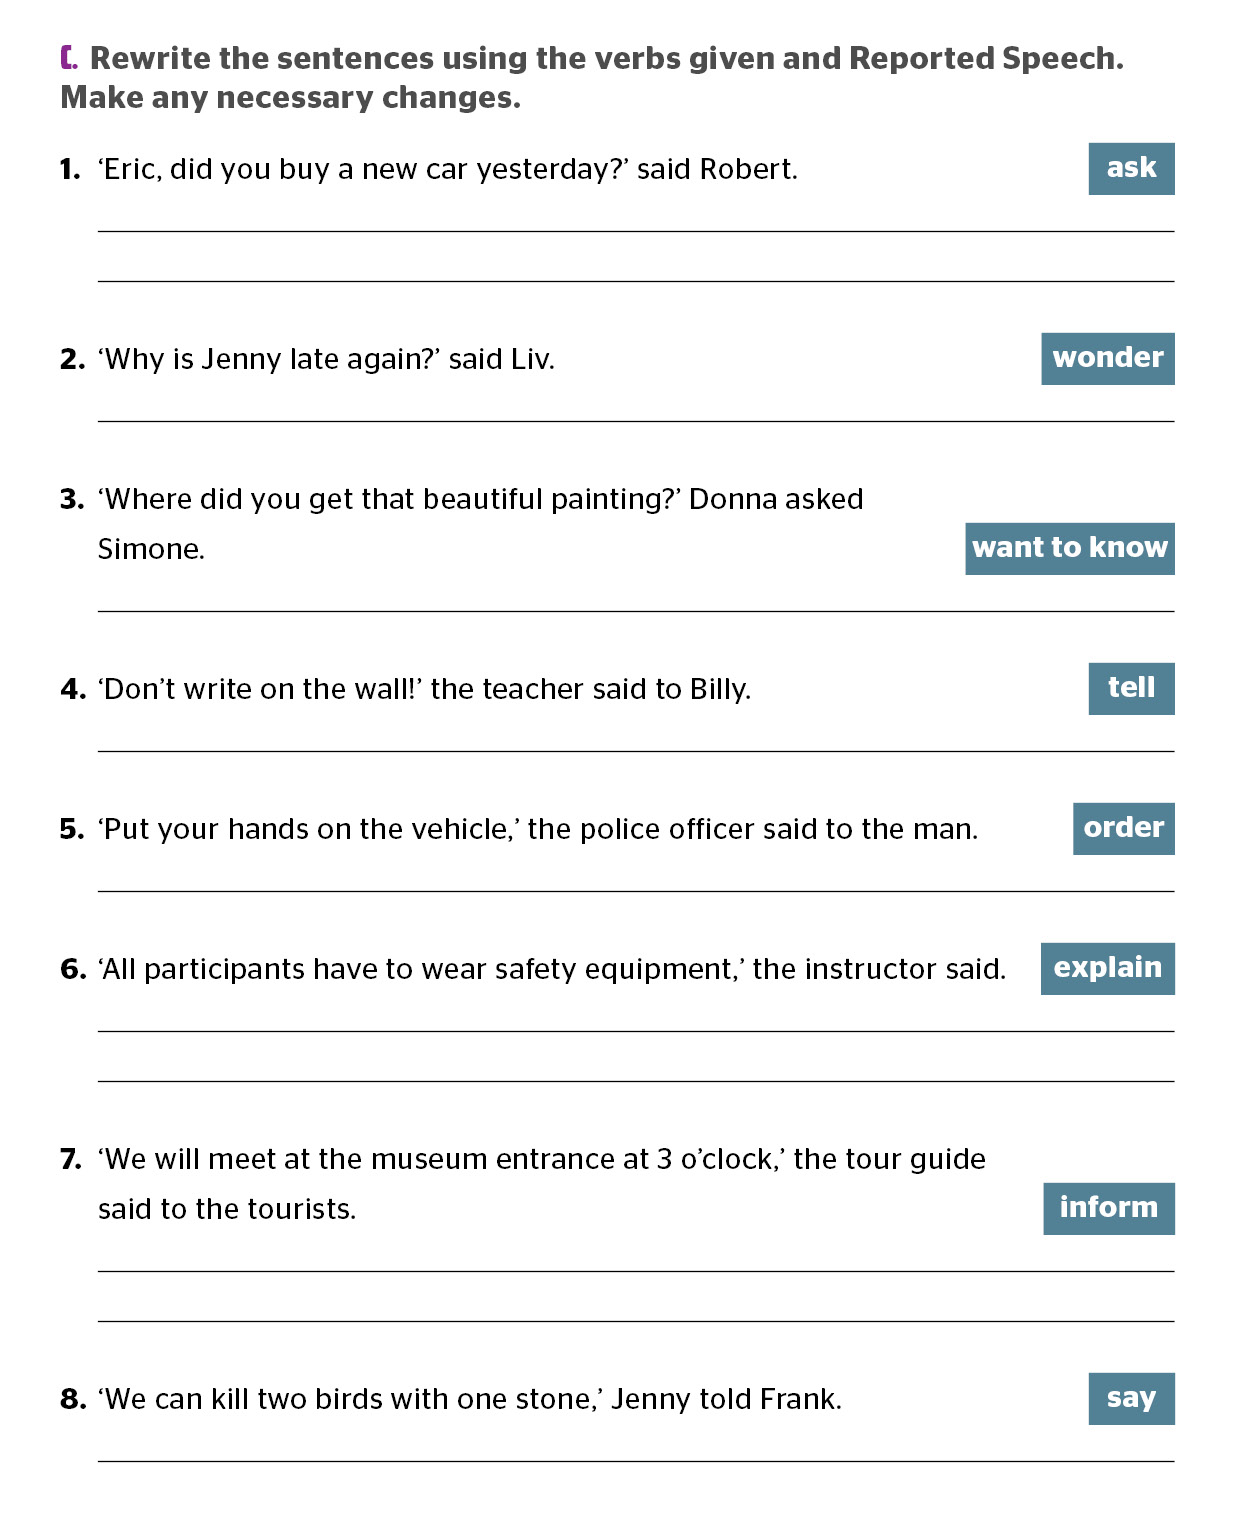 C. Rewrite the sentences using the verbs given and Reported Speech.
Make any necessary changes.
1. ‘Eric, did you buy a new car yesterday?’ said Robert.
ask
2. ‘Why is Jenny late again?’ said Liv.
wonder
3. ‘Where did you get that beautiful painting?’ Donna asked
Simone.
want to know
4. ‘Don’t write on the wall!’ the teacher said to Billy.
tell
5. ‘Put your hands on the vehicle,’ the police officer said to the man.
order
6. ‘All participants have to wear safety equipment,’ the instructor said.
explain
7. ‘We will meet at the museum entrance at 3 o’clock,’ the tour guide
said to the tourists.
inform
8. ‘We can kill two birds with one stone,’ Jenny told Frank.
say